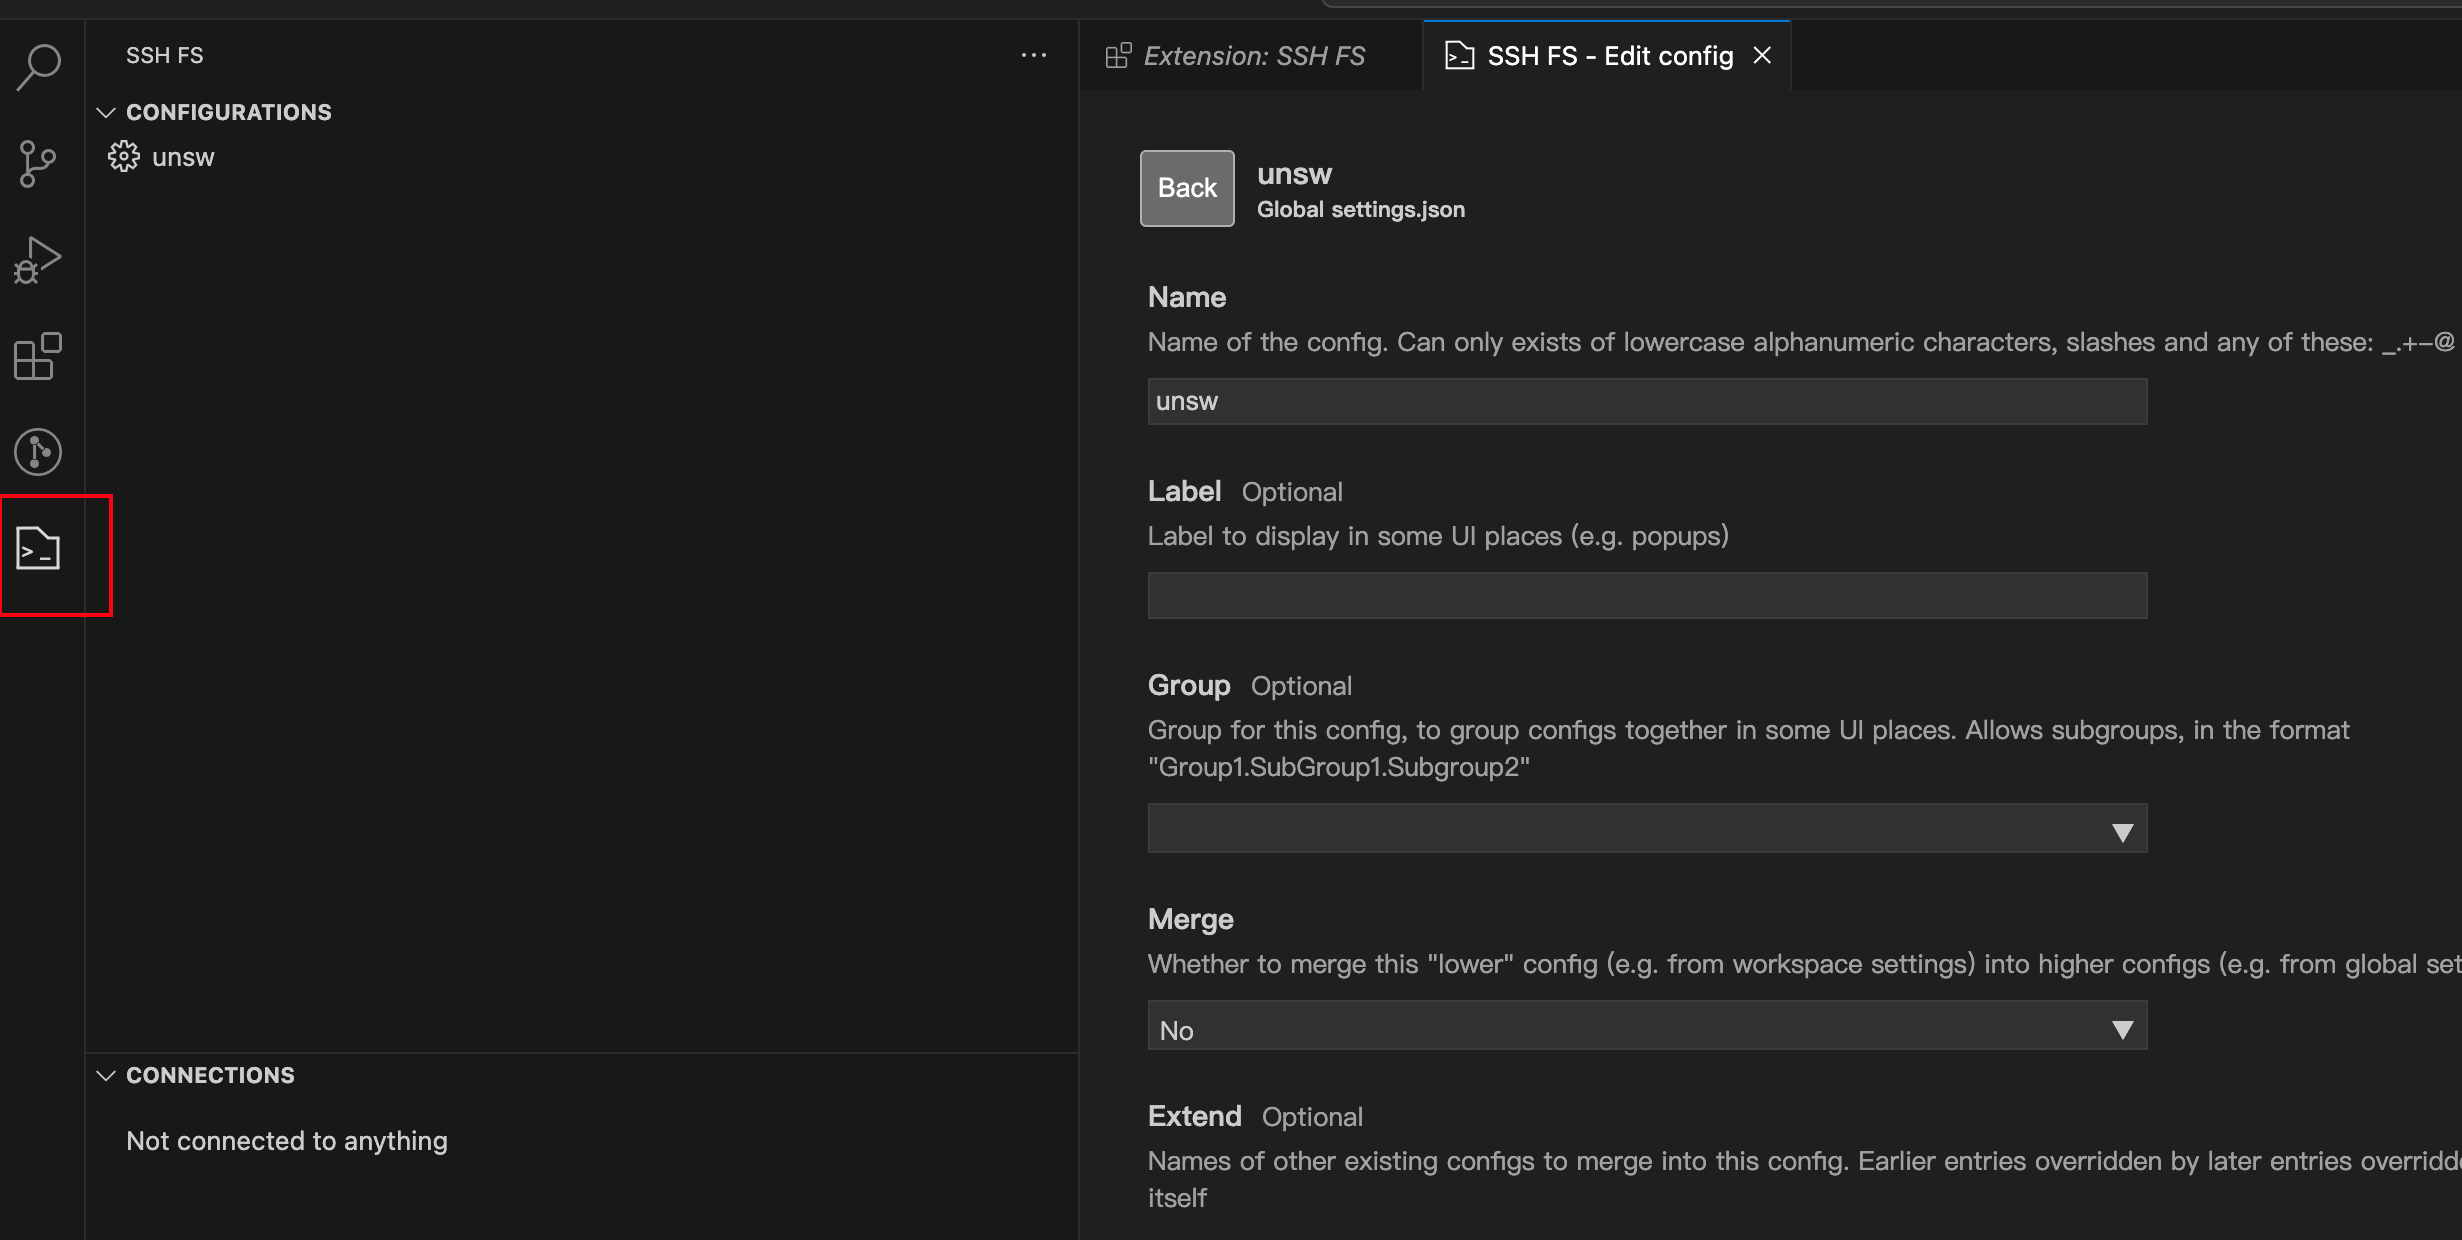 SSH FS
CONFIGURATIONS
unsw
CONNECTIONS
Not connected to anything
Extension: SSH FS
SSH FS - Edit config
Back
unsw
Global settings.json
Name
Name of the config. Can only exists of lowercase alphanumeric characters, slashes and any of these: _.+-@
unsw
Label Optional
Label to display in some UI places (e.g. popups)
Group Optional
Group for this config, to group configs together in some UI places. Allows subgroups, in the format
"Group1.SubGroup1.Subgroup2"
Merge
Whether to merge this "lower" config (e.g. from workspace settings) into higher configs (e.g. from global
No
Extend Optional
Names of other existing configs to merge into this config. Earlier entries overridden by later entries
itself